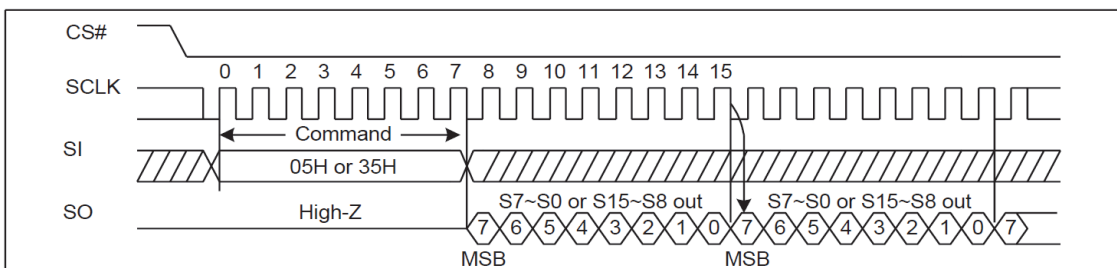 CS#
0 1 2 3 4 5 6 7 8 9 10 11 12 13 14 15
SCLK
Command
SI
05H or 35H
S7~S0 or S15~S8 out S7~S0 or S15~S8 out
SO
High-Z
7 6 5 4 3 2 1 0 7 6 5 4 3 2 1 0 7
MSB MSB